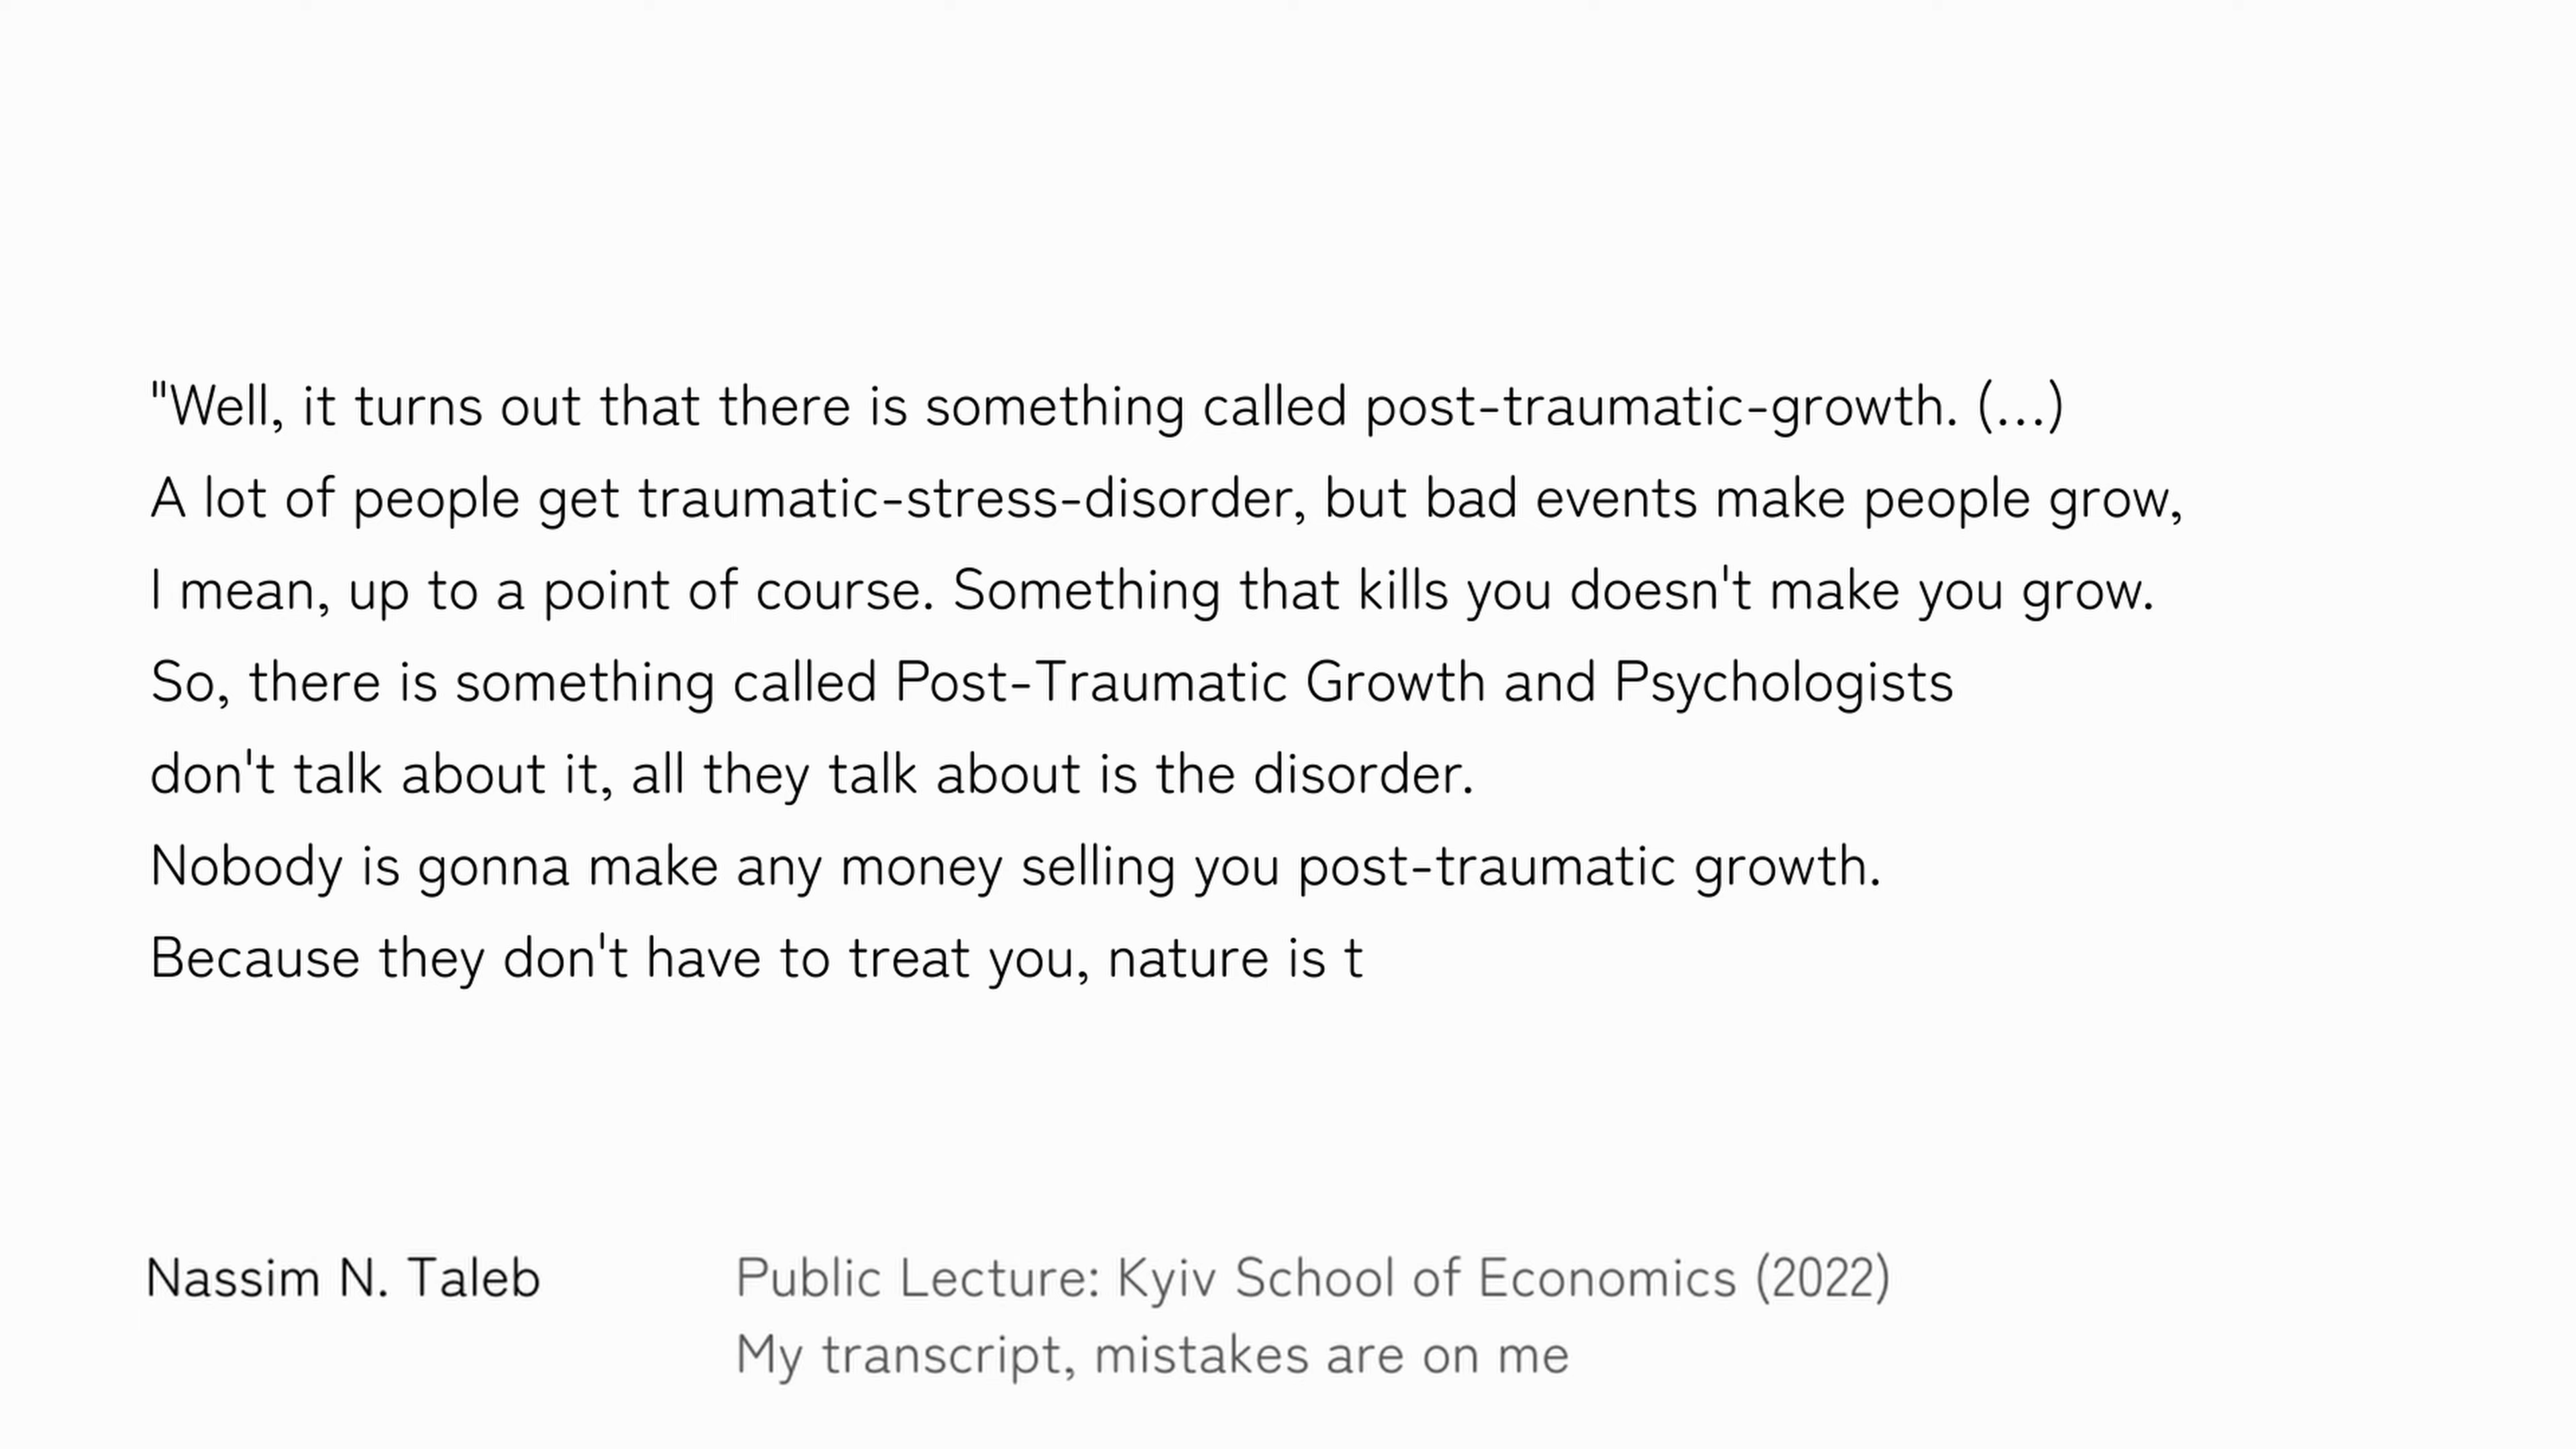 "Well, it turns out that there is something called post-traumatic-growth. (...)
A lot of people get traumatic-stress-disorder, but bad events make people grow,
I mean, up to a point of course. Something that kills you doesn't make you grow.
So, there is something called Post-Traumatic Growth and Psychologists
don't talk about it, all they talk about is the disorder.
Nobody is gonna make any money selling you post-traumatic growth.
Because they don't have to treat you, nature is t
Nassim N. Taleb
Public Lecture: Kyiv School of Economics (2022)
My transcript, mistakes are on me